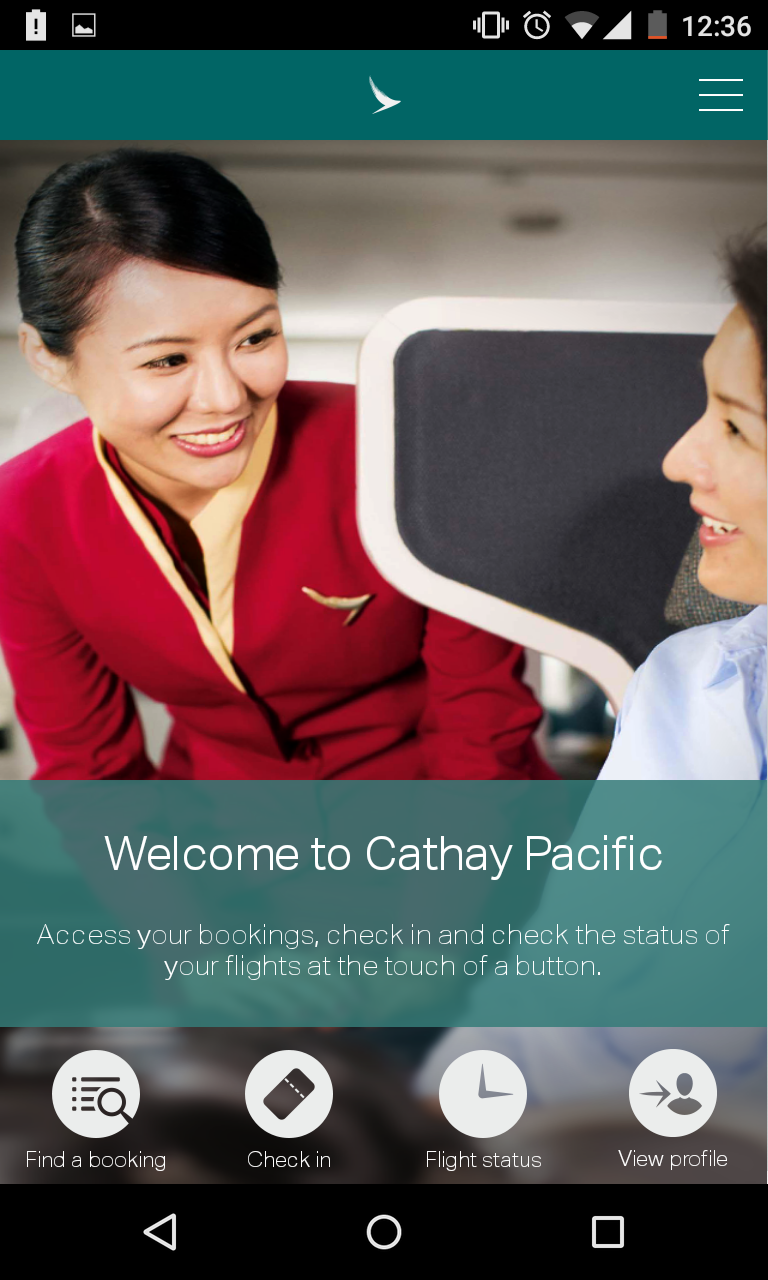 12:36
Welcome to Cathay Pacific
Access your bookings, check in and check the status of
your flights at the touch of a button.
Find a booking
Check in
Flight status
View profile